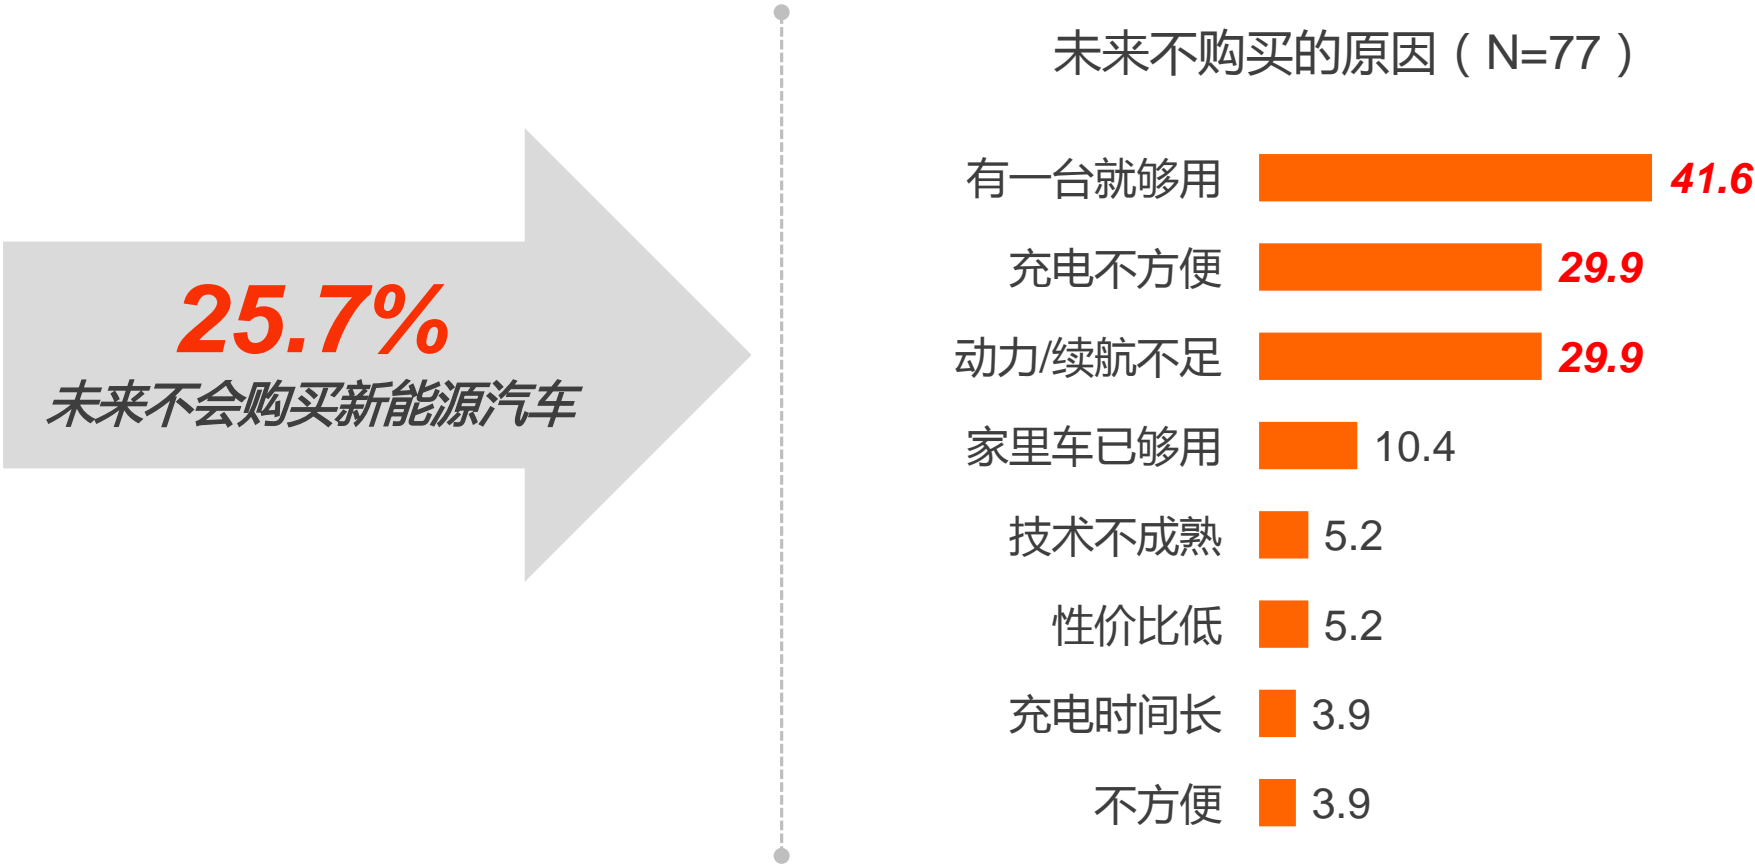 25.7%
未来不会购买新能源汽车
未来不购买的原因（N=77）
有一台就够用 41.6
充电不方便 29.9
动力/续航不足 29.9
家里车已够用 10.4
技术不成熟 5.2
性价比低 5.2
充电时间长 3.9
不方便 3.9